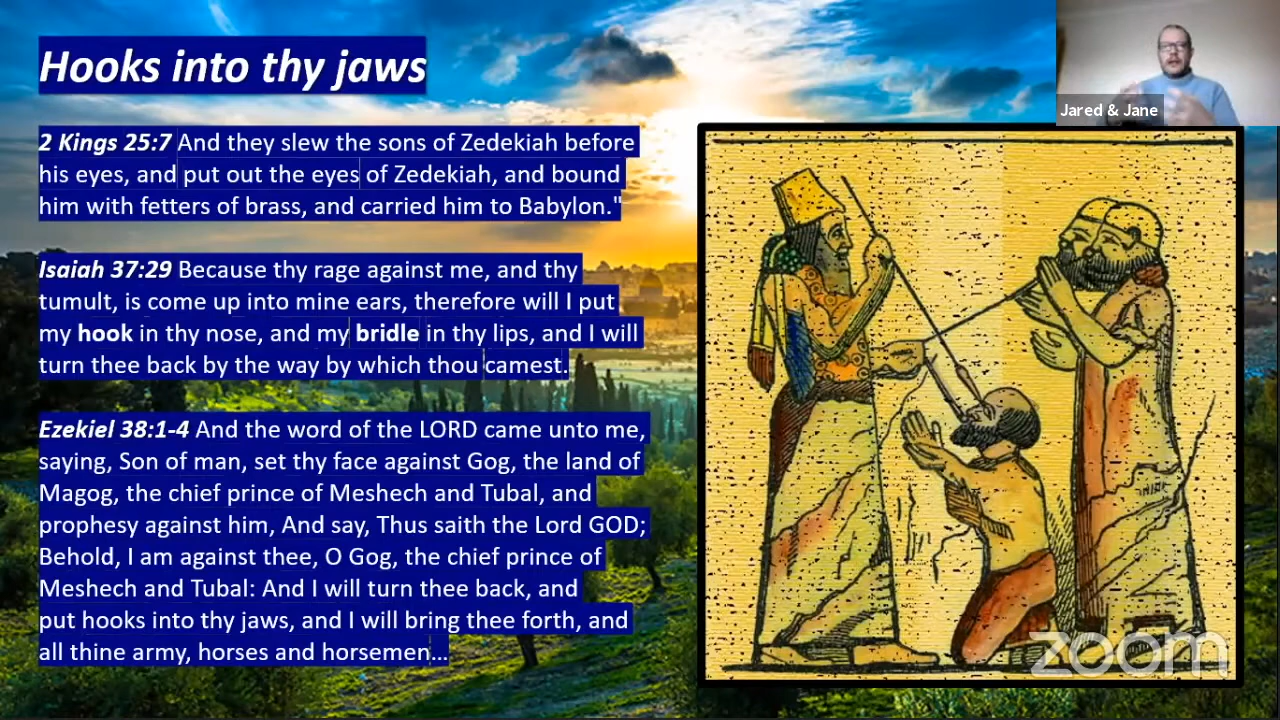 Hooks into thy jaws
Jared & Jane
2 Kings 25:7 And they slew the sons of Zedekiah before
his eyes, and put out the eyes of Zedekiah, and bound
him with fetters of brass, and carried him to Babylon."
Isaiah 37:29 Because thy rage against me, and thy
tumult, is come up into mine ears, therefore will I put
my hook in thy nose, and my bridle in thy lips, and I will
turn thee back by the way by which thou camest.
Ezekiel 38:1-4 And the word of the LORD came unto me,
saying, Son of man, set thy face against Gog, the land of
Magog, the chief prince of Meshech and Tubal, and
prophesy against him, And say, Thus saith the Lord GOD;
Behold, I am against thee, O Gog, the chief prince of
Meshech and Tubal: And I will turn thee back, and
put hooks into thy jaws, and I will bring thee forth, and
all thine army, horses and horsemen…
zoom